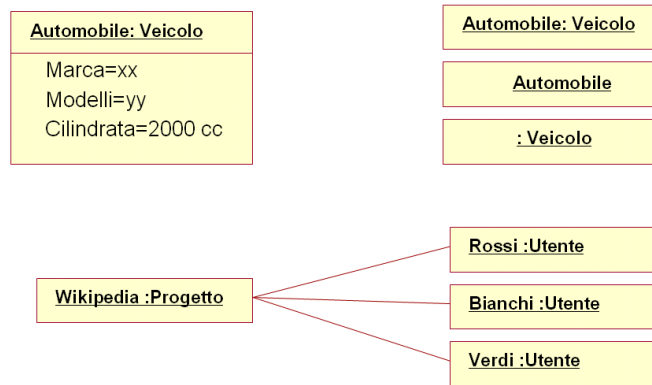 Automobile: Veicolo
Marca=xx
Modelli=yy
Cilindrata=2000 cc
Automobile: Veicolo
Automobile
: Veicolo
Wikipedia :Progetto
Rossi :Utente
Bianchi :Utente
Verdi :Utente